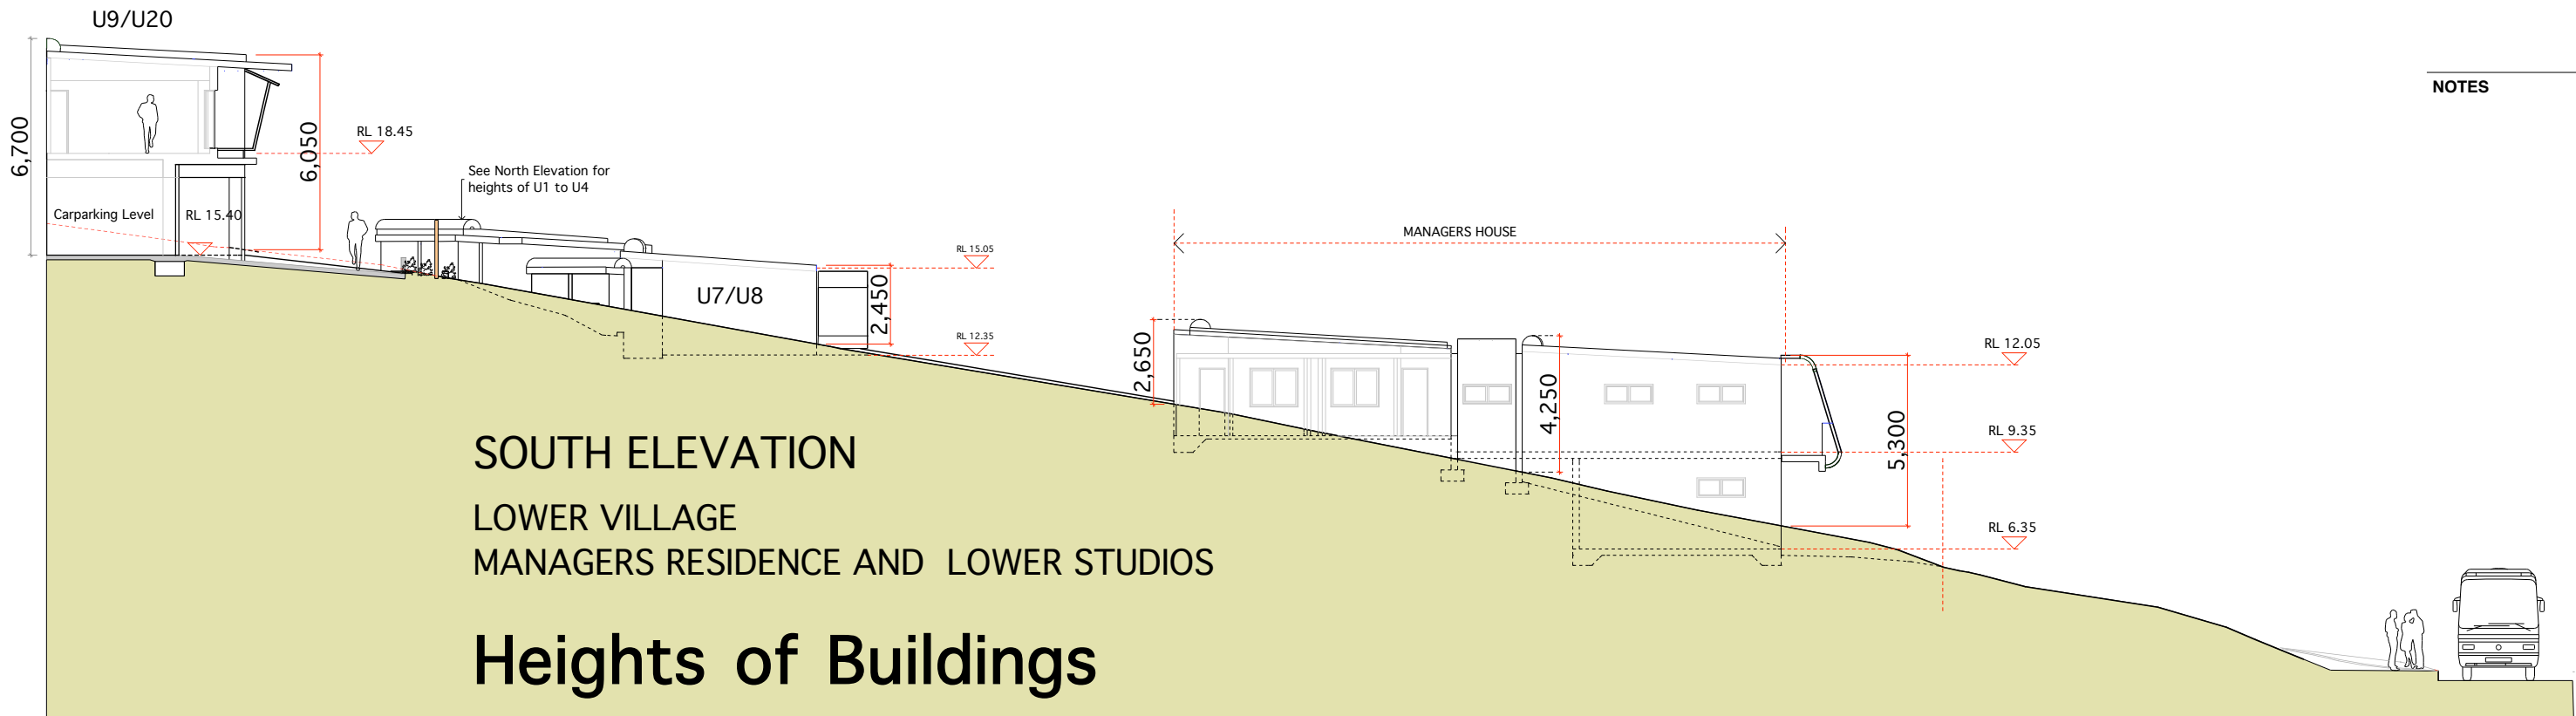 U9/U20
NOTES
6,700
6,050
RL 18.45
See North Elevation for
heights of U1 to U4
Carparking Level
RL 15.40
MANAGERS HOUSE
RL 15.05
U7/U8
2,450
RL 12.35
2,650
4,250
RL 12.05
5,300
RL 9.35
RL 6.35
SOUTH ELEVATION
LOWER VILLAGE
MANAGERS RESIDENCE AND LOWER STUDIOS
Heights of Buildings